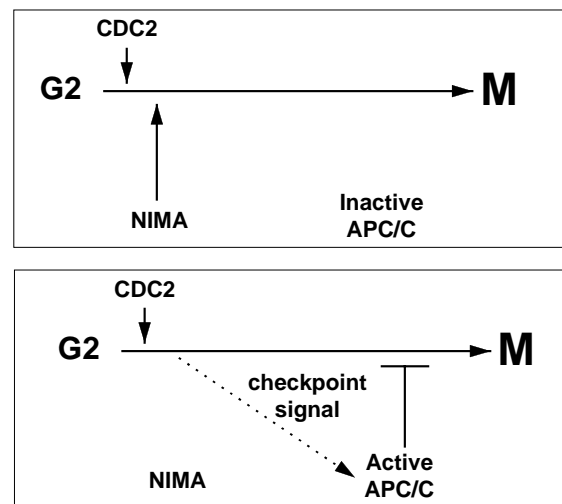 CDC2
G2
M
NIMA
Inactive
APC/C
CDC2
G2
M
checkpoint
signal
NIMA
Active
APC/C